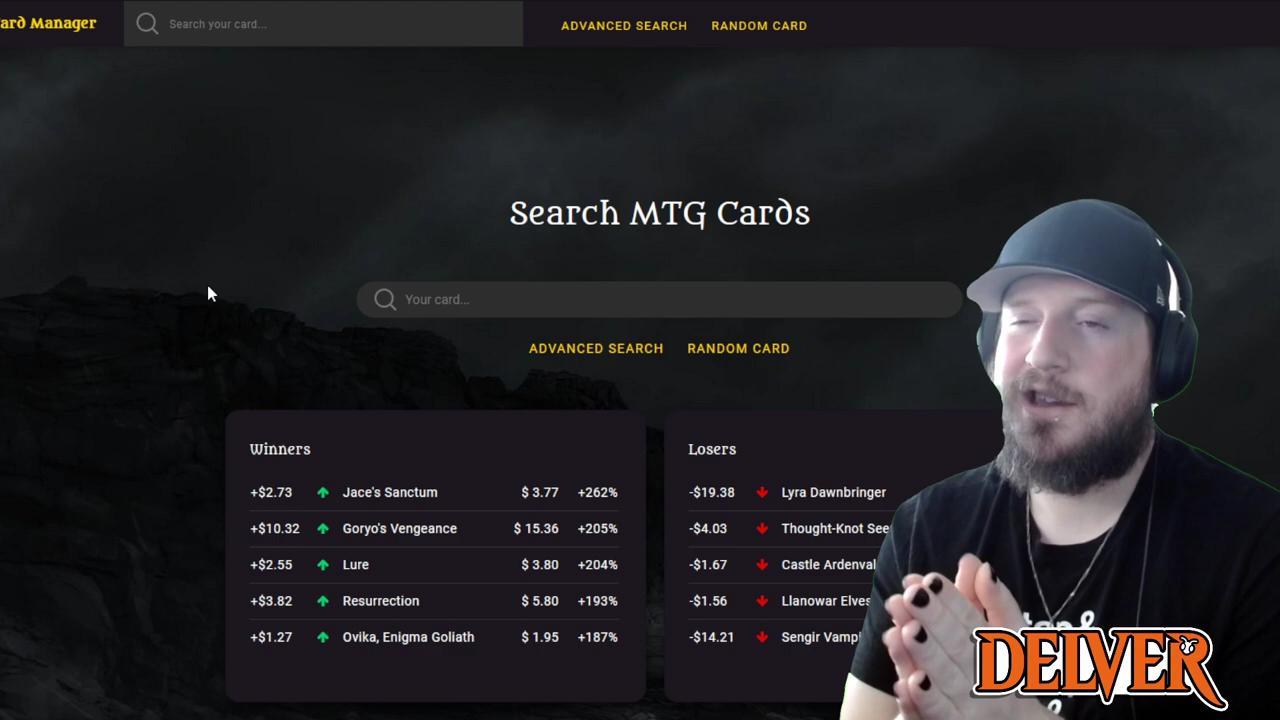 ard Manager
Search your card...
ADVANCED SEARCH
RANDOM CARD
Search MTG Cards
Your card...
ADVANCED SEARCH
RANDOM CARD
Winners
+$2.73 Jace's Sanctum $ 3.77 +262%
+$10.32 Goryo's Vengeance $ 15.36 +205%
+$2.55 Lure $ 3.80 +204%
+$3.82 Resurrection $ 5.80 +193%
+$1.27 Ovika, Enigma Goliath $ 1.95 +187%
Losers
-$19.38 Lyra Dawnbringer
-$4.03 Thought-Knot See
-$1.67 Castle Ardenval
-$1.56 Llanowar Elves
-$14.21 Sengir Vampi
DELVER